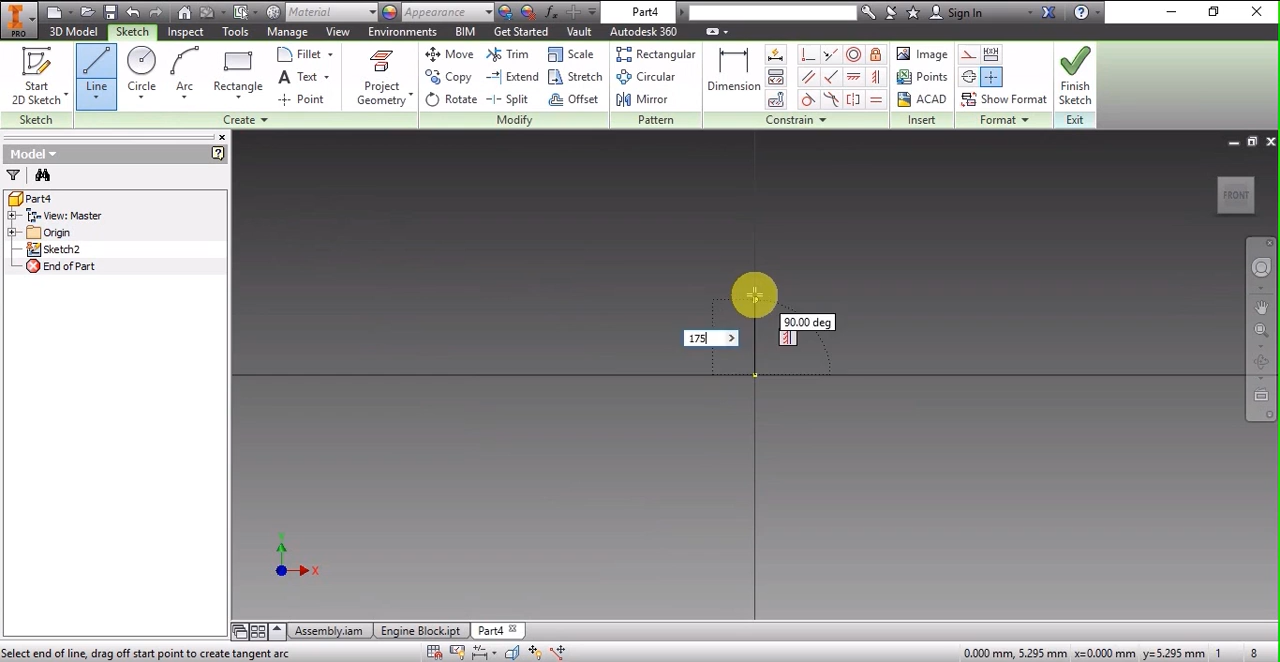 Material
Appearance
Part4
Sign In
PRO
3D Model
Sketch
Inspect
Tools
Manage
View
Environments
BIM
Get Started
Vault
Autodesk 360
Start
2D Sketch
Line
Circle
Arc
Rectangle
Fillet
Text
Point
Project
Geometry
Move
Copy
Rotate
Trim
Extend
Split
Scale
Stretch
Offset
Rectangular
Circular
Mirror
Dimension
Image
Points
ACAD
Show Format
Finish
Sketch
Sketch
Create
Modify
Pattern
Constrain
Insert
Format
Exit
Model
Part4
View: Master
Origin
Sketch2
End of Part
FRONT
90.00 deg
175
X
Assembly.iam
Engine Block.ipt
Part4
Select end of line, drag off start point to create tangent arc
0.000 mm, 5.295 mm x=0.000 mm y=5.295 mm 1 8